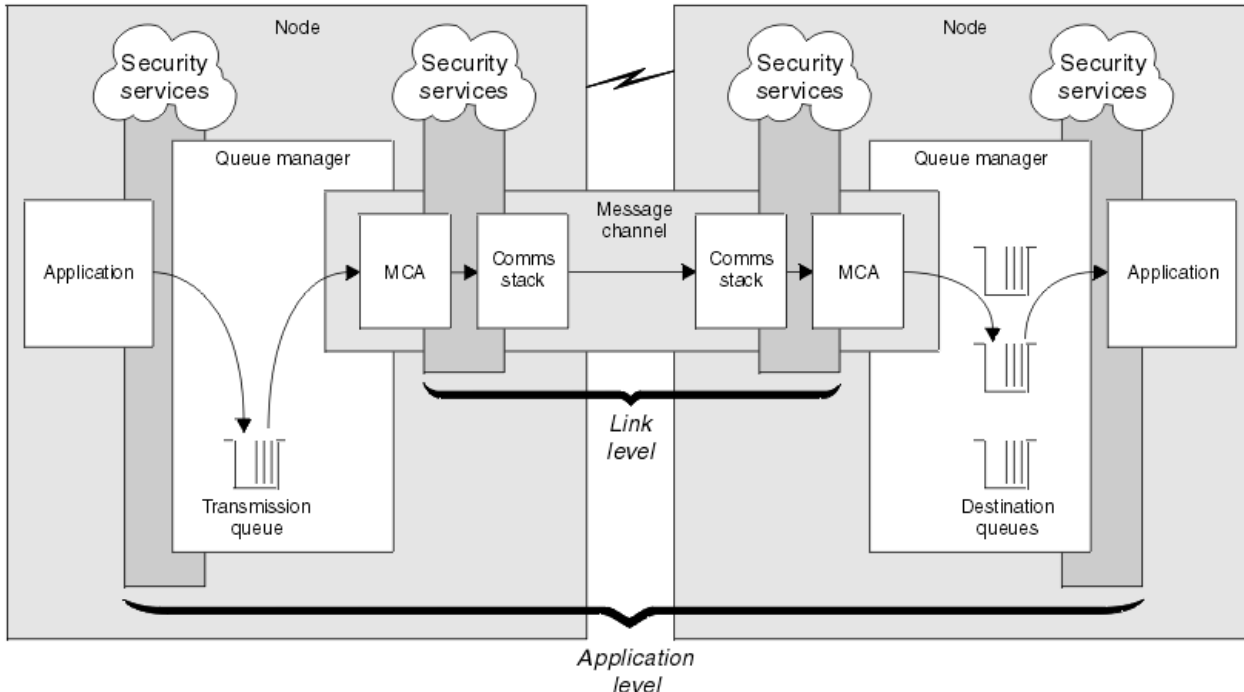 Node
Node
Security
services
Security
services
Security
services
Security
services
Queue manager
Queue manager
Message
channel
Application
MCA
Comms
stack
Comms
stack
MCA
Application
Link
level
Transmission
queue
Destination
queues
Application
level